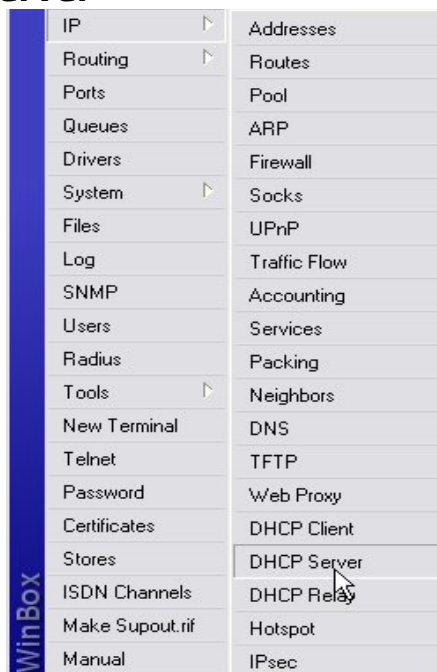 IP
Routing
Ports
Queues
Drivers
System
Files
Log
SNMP
Users
Radius
Tools
New Terminal
Telnet
Password
Certificates
Stores
ISDN Channels
Make Supout.rif
Manual
WinBox
Addresses
Routes
Pool
ARP
Firewall
Socks
UPnP
Traffic Flow
Accounting
Services
Packing
Neighbors
DNS
TFTP
Web Proxy
DHCP Client
DHCP Server
DHCP Relay
Hotspot
IPsec